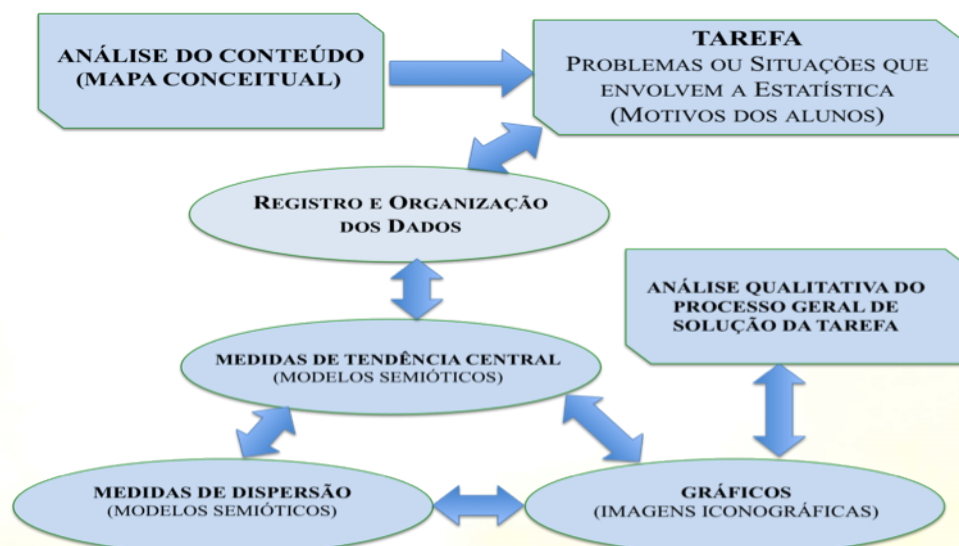 ANÁLISE DO CONTEÚDO
(MAPA CONCEITUAL)
TAREFA
PROBLEMAS OU SITUAÇÕES QUE
ENVOLVEM A ESTATÍSTICA
(MOTIVOS DOS ALUNOS)
REGISTRO E ORGANIZAÇÃO
DOS DADOS
ANÁLISE QUALITATIVA DO
PROCESSO GERAL DE
SOLUÇÃO DA TAREFA
MEDIDAS DE TENDÊNCIA CENTRAL
(MODELOS SEMIÓTICOS)
MEDIDAS DE DISPERSÃO
(MODELOS SEMIÓTICOS)
GRÁFICOS
(IMAGENS ICONOGRÁFICAS)